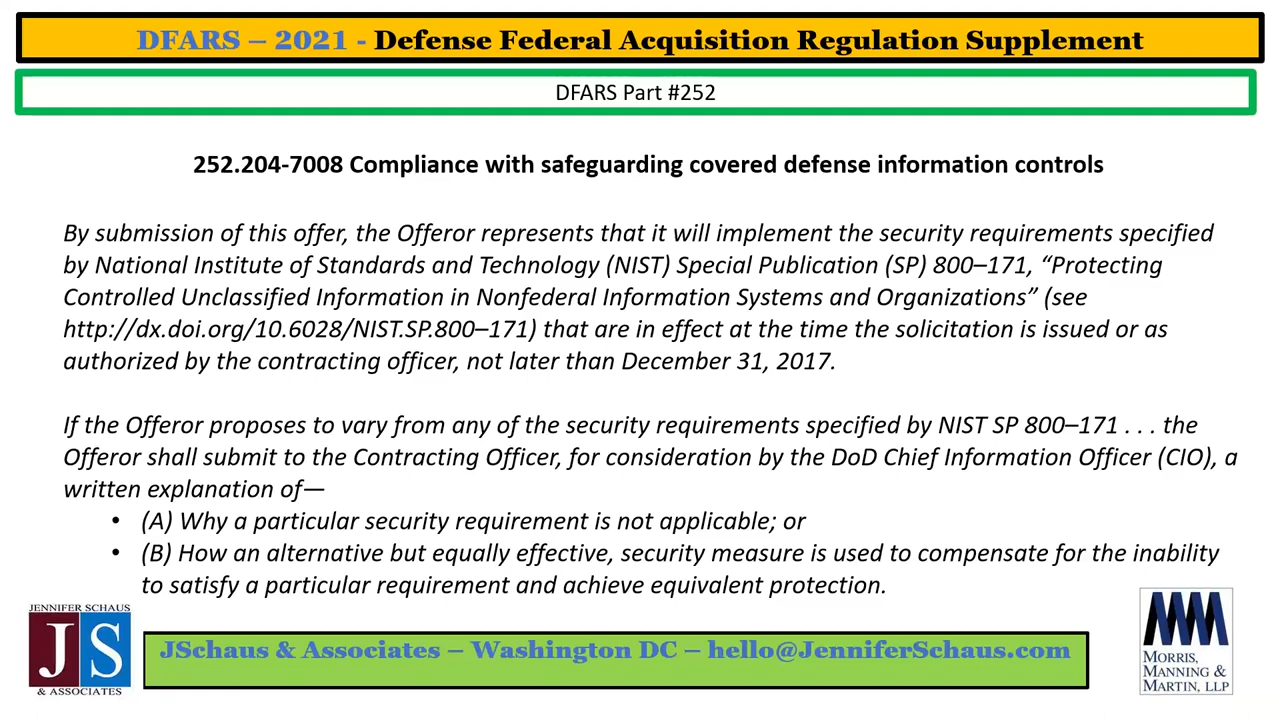 DFARS – 2021 - Defense Federal Acquisition Regulation Supplement
DFARS Part #252
252.204-7008 Compliance with safeguarding covered defense information controls
By submission of this offer, the Offeror represents that it will implement the security requirements specified
by National Institute of Standards and Technology (NIST) Special Publication (SP) 800–171, “Protecting
Controlled Unclassified Information in Nonfederal Information Systems and Organizations” (see
http://dx.doi.org/10.6028/NIST.SP.800–171) that are in effect at the time the solicitation is issued or as
authorized by the contracting officer, not later than December 31, 2017.
If the Offeror proposes to vary from any of the security requirements specified by NIST SP 800–171 . . . the
Offeror shall submit to the Contracting Officer, for consideration by the DoD Chief Information Officer (CIO), a
written explanation of—
• (A) Why a particular security requirement is not applicable; or
• (B) How an alternative but equally effective, security measure is used to compensate for the inability
to satisfy a particular requirement and achieve equivalent protection.
JENNIFER SCHAUS
JS
& ASSOCIATES
JSchaus & Associates – Washington DC – hello@JenniferSchaus.com
MORRIS,
MANNING &
MARTIN, LLP